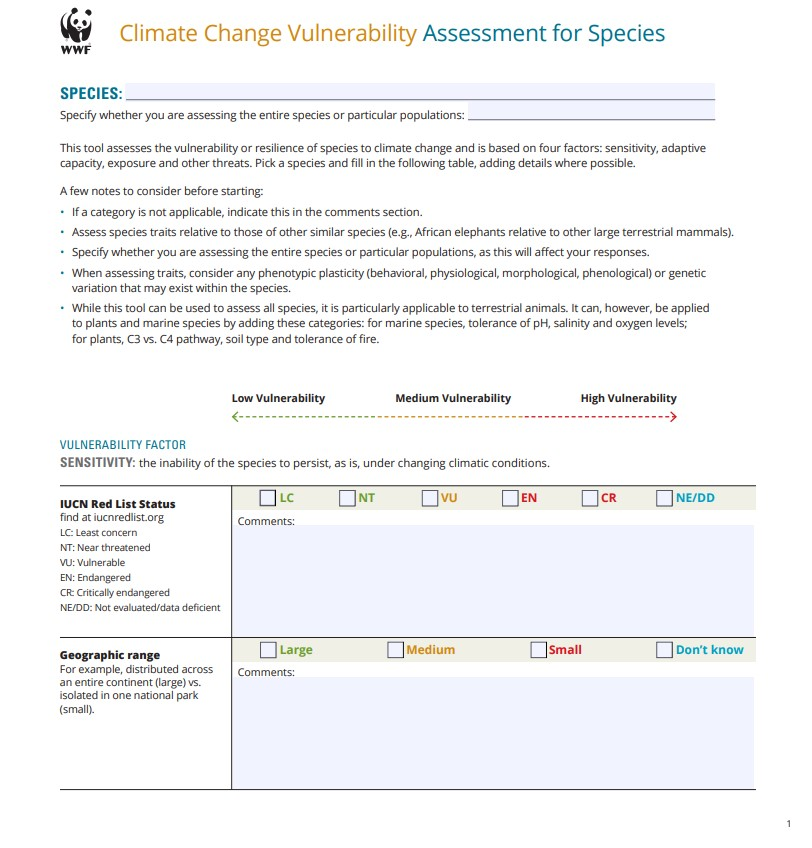 WWF
Climate Change Vulnerability Assessment for Species
SPECIES:
Specify whether you are assessing the entire species or particular populations:
This tool assesses the vulnerability or resilience of species to climate change and is based on four factors: sensitivity, adaptive
capacity, exposure and other threats. Pick a species and fill in the following table, adding details where possible.
A few notes to consider before starting:
• If a category is not applicable, indicate this in the comments section.
• Assess species traits relative to those of other similar species (e.g., African elephants relative to other large terrestrial mammals).
• Specify whether you are assessing the entire species or particular populations, as this will affect your responses.
• When assessing traits, consider any phenotypic plasticity (behavioral, physiological, morphological, phenological) or genetic
variation that may exist within the species.
• While this tool can be used to assess all species, it is particularly applicable to terrestrial animals. It can, however, be applied
to plants and marine species by adding these categories: for marine species, tolerance of pH, salinity and oxygen levels;
for plants, C3 vs. C4 pathway, soil type and tolerance of fire.
Low Vulnerability Medium Vulnerability High Vulnerability
VULNERABILITY FACTOR
SENSITIVITY: the inability of the species to persist, as is, under changing climatic conditions.
IUCN Red List Status
find at iucnredlist.org
LC: Least concern
NT: Near threatened
VU: Vulnerable
EN: Endangered
CR: Critically endangered
NE/DD: Not evaluated/data deficient
LC NT VU EN CR NE/DD
Comments:
Geographic range
For example, distributed across
an entire continent (large) vs.
isolated in one national park
(small).
Large Medium Small Don't know
Comments:
1